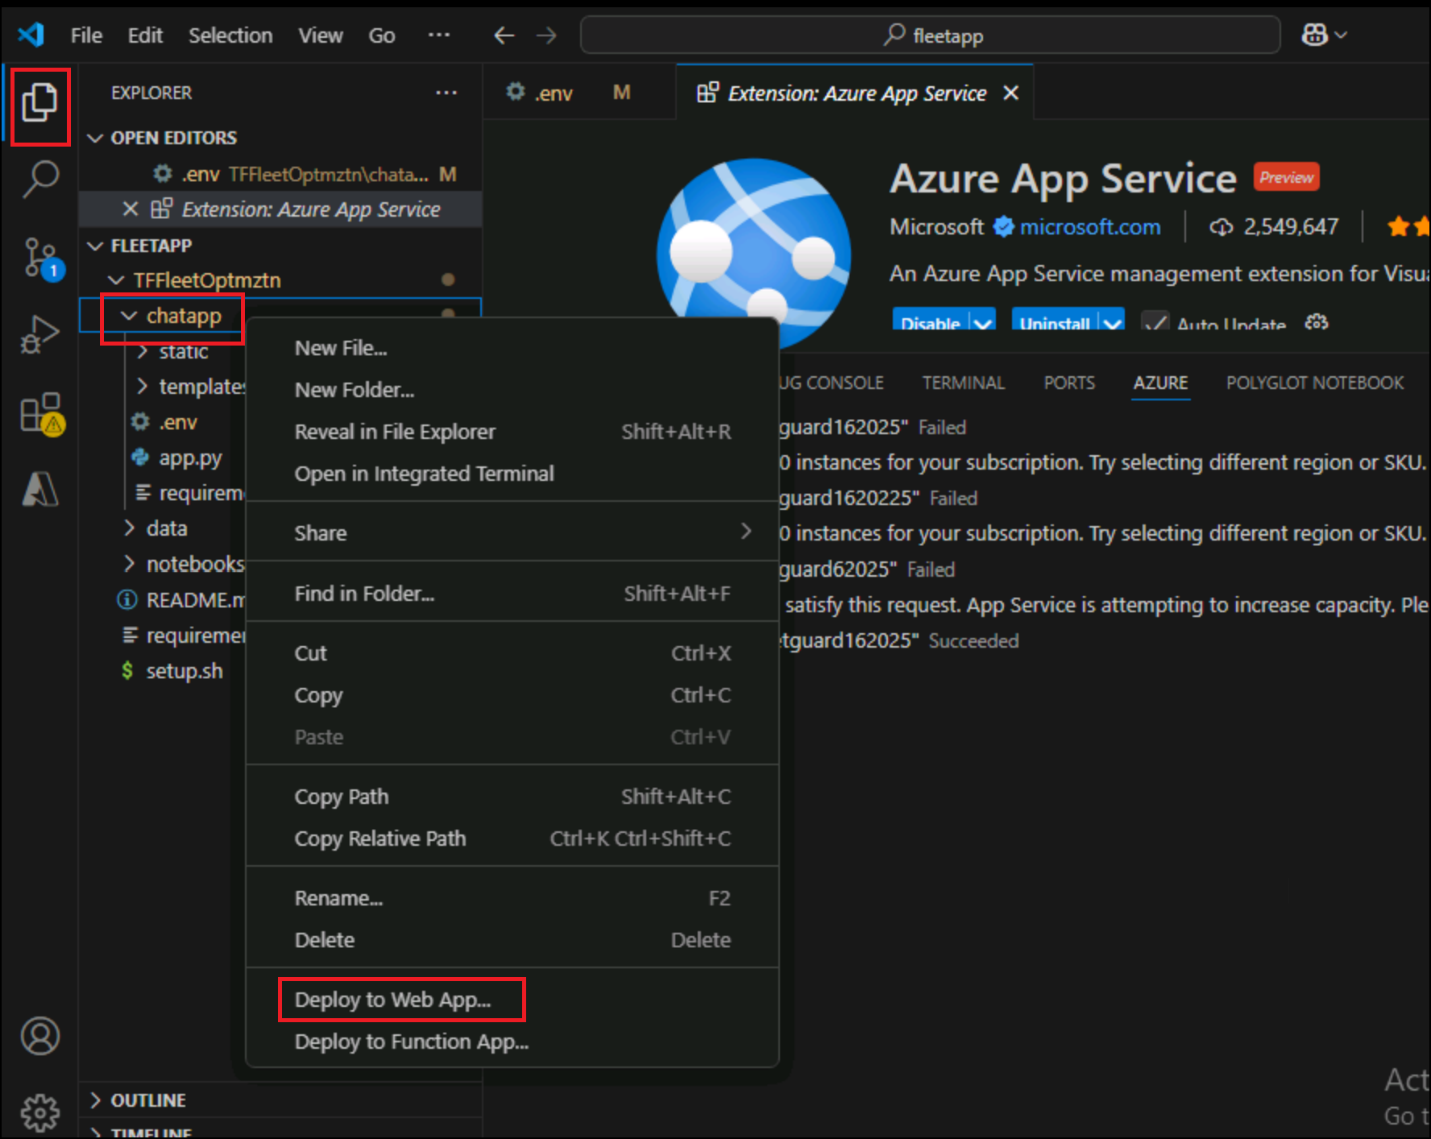 File Edit Selection View Go ...
fleetapp
EXPLORER ...
OPEN EDITORS
.env TFFleetOptmztn\chata... M
Extension: Azure App Service
FLEETAPP
TFFleetOptmztn
chatapp
static
templates
.env
app.py
requirem
data
notebooks
README.m
requiremen
setup.sh
OUTLINE
TIMELINE
1
.env M
Extension: Azure App Service
Azure App Service Preview
Microsoft microsoft.com 2,549,647
An Azure App Service management extension for Visu
Disable Uninstall Auto Update
UG CONSOLE TERMINAL PORTS AZURE POLYGLOT NOTEBOOK
guard162025" Failed
0 instances for your subscription. Try selecting different region or SKU.
guard1620225" Failed
0 instances for your subscription. Try selecting different region or SKU.
guard62025" Failed
satisfy this request. App Service is attempting to increase capacity. Ple
tguard162025" Succeeded
New File...
New Folder...
Reveal in File Explorer Shift+Alt+R
Open in Integrated Terminal
Share
Find in Folder... Shift+Alt+F
Cut Ctrl+X
Copy Ctrl+C
Paste Ctrl+V
Copy Path Shift+Alt+C
Copy Relative Path Ctrl+K Ctrl+Shift+C
Rename... F2
Delete Delete
Deploy to Web App...
Deploy to Function App...
Act
Go t